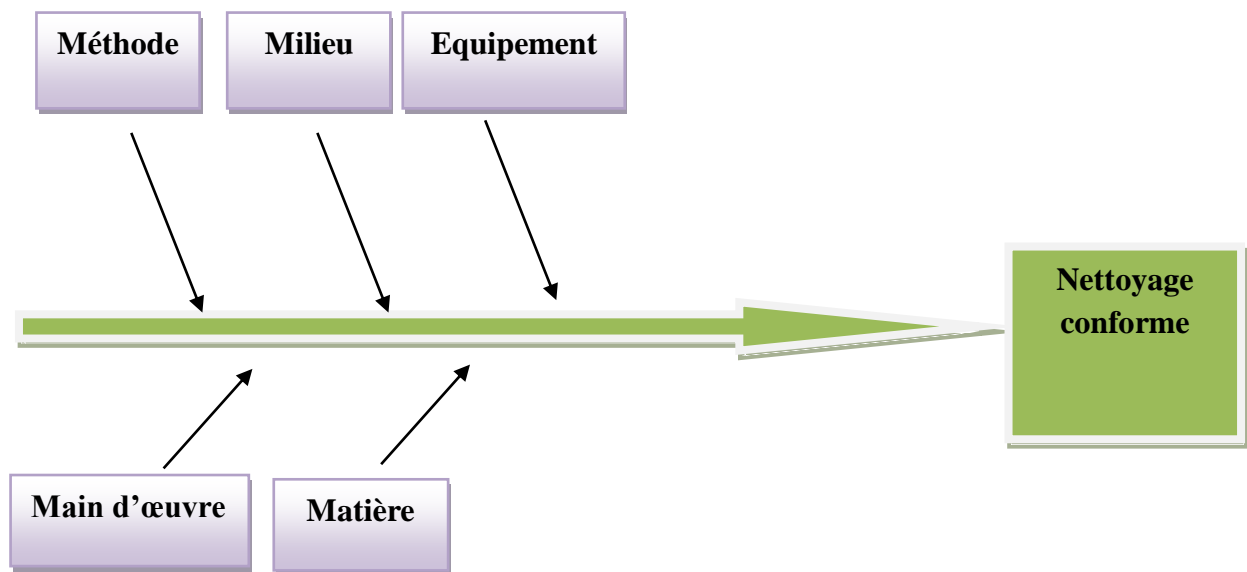 Méthode
Milieu
Equipement
Nettoyage
conforme
Main d’œuvre
Matière